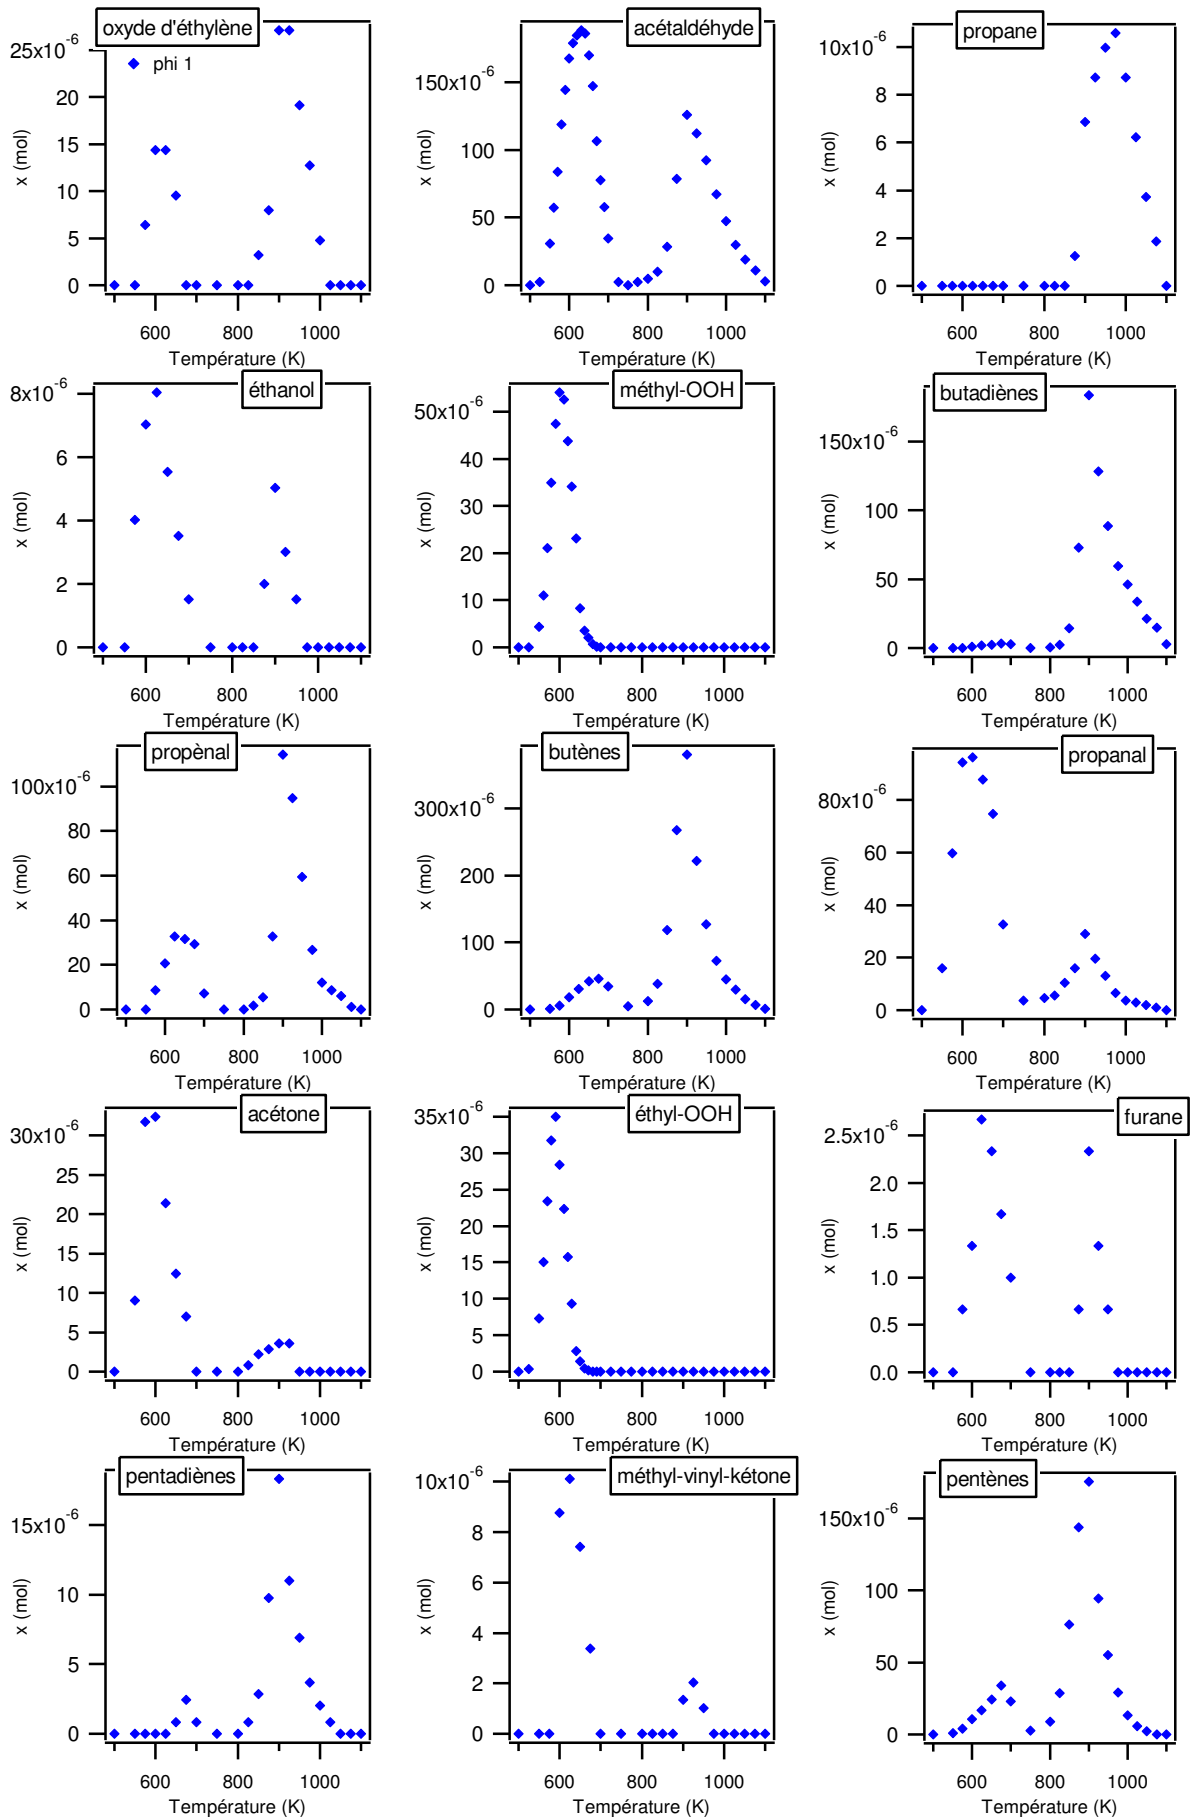 oxyde d'éthylène
phi 1
25x10-6
20
15
10
5
0
x (mol)
600
800
1000
Température (K)
acétaldéhyde
150x10-6
100
50
0
x (mol)
600
800
1000
Température (K)
propane
10x10-6
8
6
4
2
0
x (mol)
600
800
1000
Température (K)
éthanol
8x10-6
6
4
2
0
x (mol)
600
800
1000
Température (K)
méthyl-OOH
50x10-6
40
30
20
10
0
x (mol)
600
800
1000
Température (K)
butadiènes
150x10-6
100
50
0
x (mol)
600
800
1000
Température (K)
propènal
100x10-6
80
60
40
20
0
x (mol)
600
800
1000
Température (K)
butènes
300x10-6
200
100
0
x (mol)
600
800
1000
Température (K)
propanal
80x10-6
60
40
20
0
x (mol)
600
800
1000
Température (K)
acétone
30x10-6
25
20
15
10
5
0
x (mol)
600
800
1000
Température (K)
éthyl-OOH
35x10-6
30
25
20
15
10
5
0
x (mol)
600
800
1000
Température (K)
furane
2.5x10-6
2.0
1.5
1.0
0.5
0.0
x (mol)
600
800
1000
Température (K)
pentadiènes
15x10-6
10
5
0
x (mol)
600
800
1000
Température (K)
méthyl-vinyl-kétone
10x10-6
8
6
4
2
0
x (mol)
600
800
1000
Température (K)
pentènes
150x10-6
100
50
0
x (mol)
600
800
1000
Température (K)